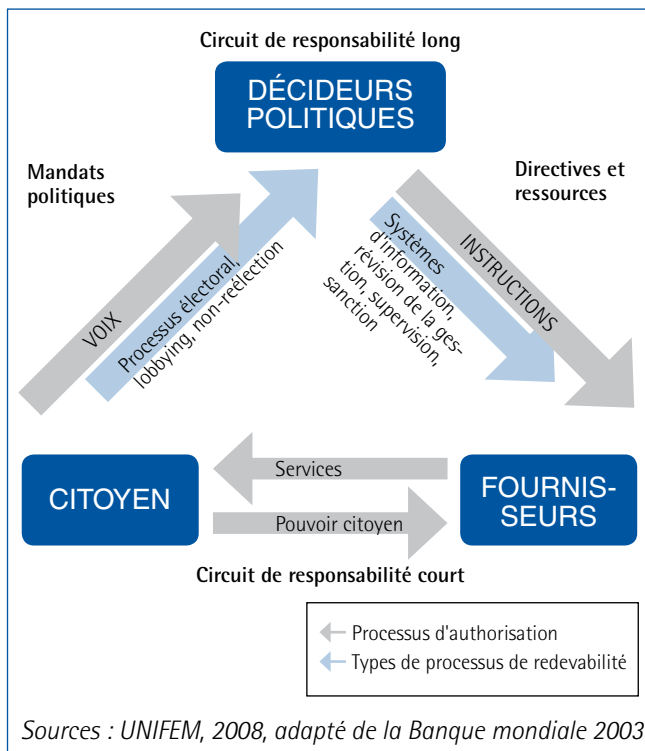 Circuit de responsabilité long
DÉCIDEURS
POLITIQUES
Mandats
politiques
Directives et
ressources
VOIX
Processus électoral,
lobbying, non-réélection
Systèmes
d'information,
révision de la ges-
tion, supervision,
sanction
INSTRUCTIONS
CITOYEN
Services
Pouvoir citoyen
FOURNIS-
SEURS
Circuit de responsabilité court
Processus d'authorisation
Types de processus de redevabilité
Sources : UNIFEM, 2008, adapté de la Banque mondiale 2003